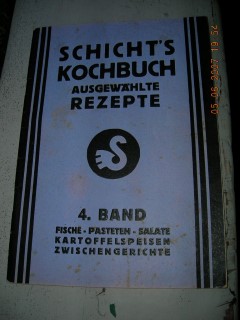 SCHICHT'S
KOCHBUCH
AUSGEWÄHLTE
REZEPTE
4. BAND
FISCHE - PASTETEN - SALATE
KARTOFFELSPEISEN
ZWISCHENGERICHTE
05 06 2007 19 54